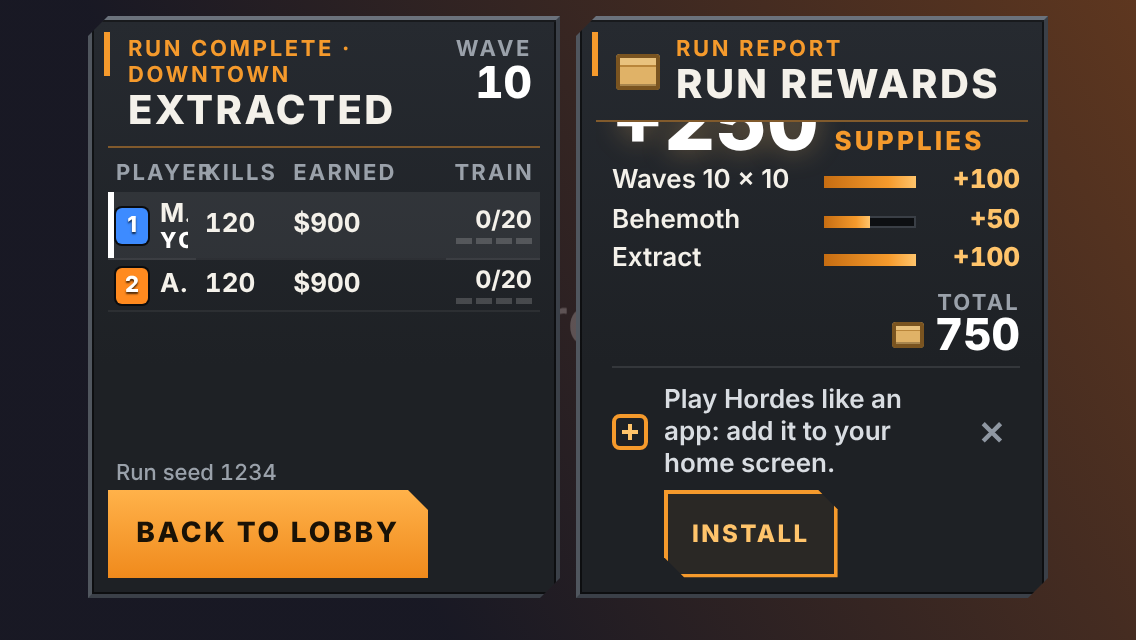 RUN COMPLETE ·
DOWNTOWN
EXTRACTED
WAVE
10
PLAYER KILLS EARNED TRAIN
1 M. 120 $900 0/20
YO
2 A. 120 $900 0/20
Run seed 1234
BACK TO LOBBY
RUN REPORT
RUN REWARDS
+250 SUPPLIES
Waves 10 × 10 +100
Behemoth +50
Extract +100
TOTAL
750
Play Hordes like an
app: add it to your
home screen.
×
INSTALL